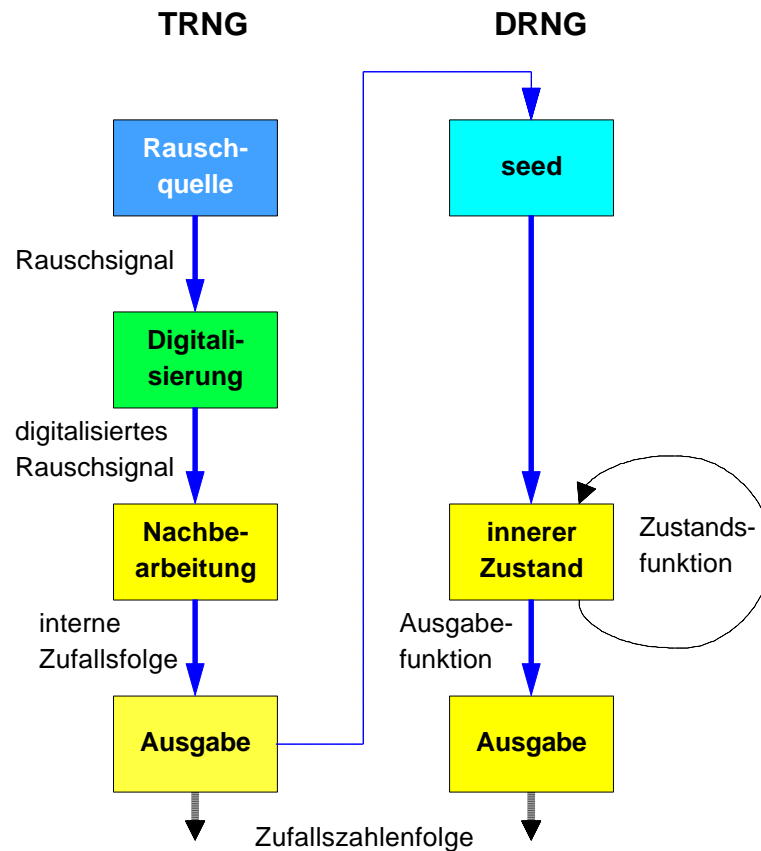 TRNG
DRNG
Rausch-
quelle
seed
Rauschsignal
Digitali-
sierung
digitalisiertes
Rauschsignal
Nachbe-
arbeitung
innerer
Zustand
Zustands-
funktion
interne
Zufallsfolge
Ausgabe-
funktion
Ausgabe
Ausgabe
Zufallszahlenfolge